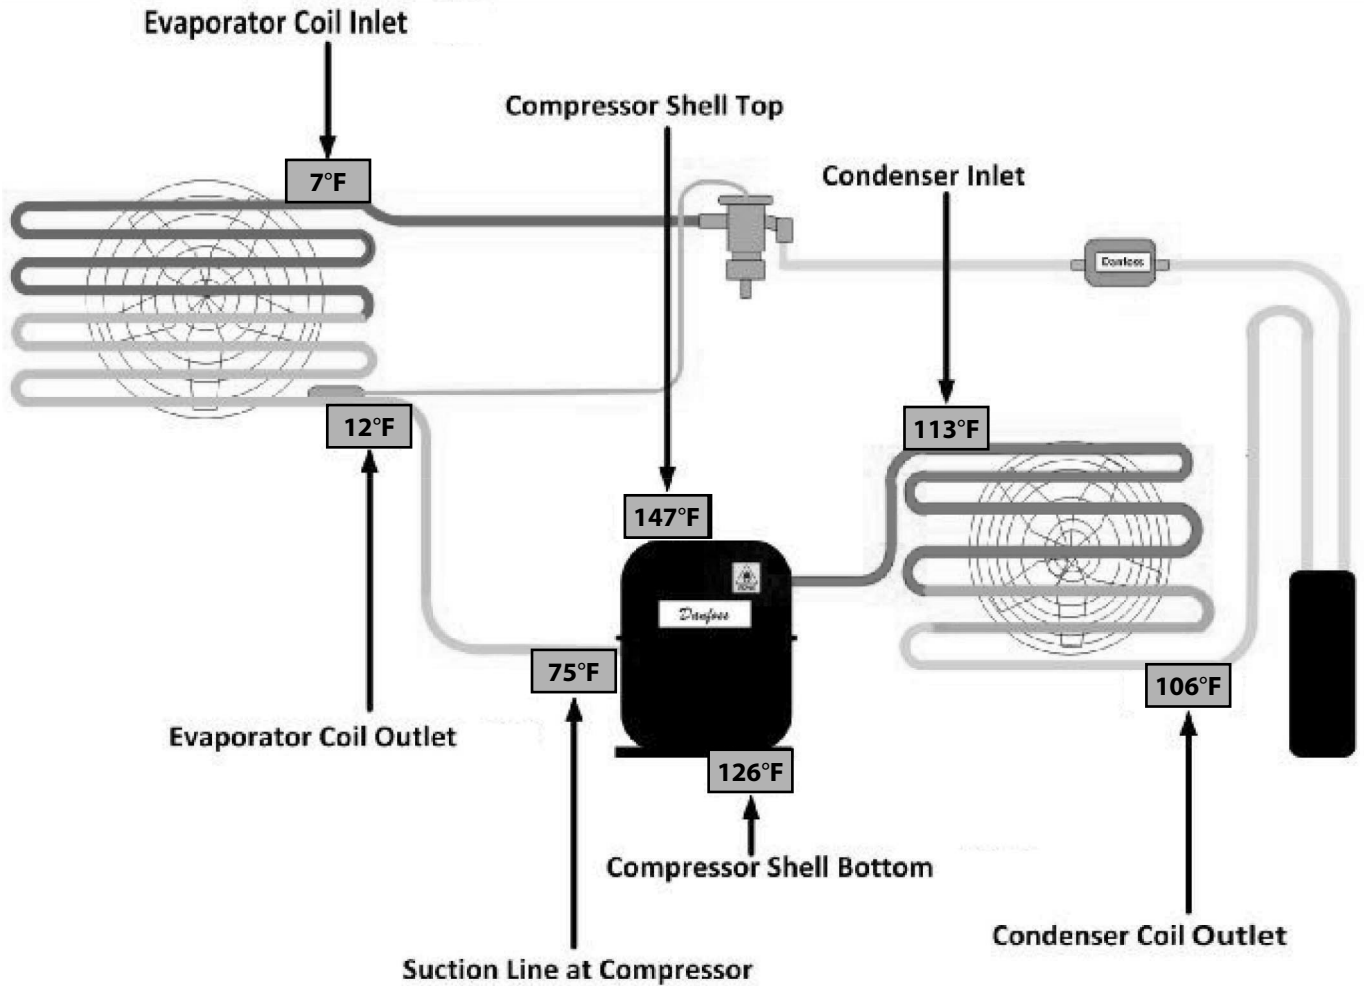 Evaporator Coil Inlet
Compressor Shell Top
Condenser Inlet
7°F
Danfoss
12°F
113°F
147°F
Danfoss
75°F
106°F
Evaporator Coil Outlet
126°F
Compressor Shell Bottom
Condenser Coil Outlet
Suction Line at Compressor